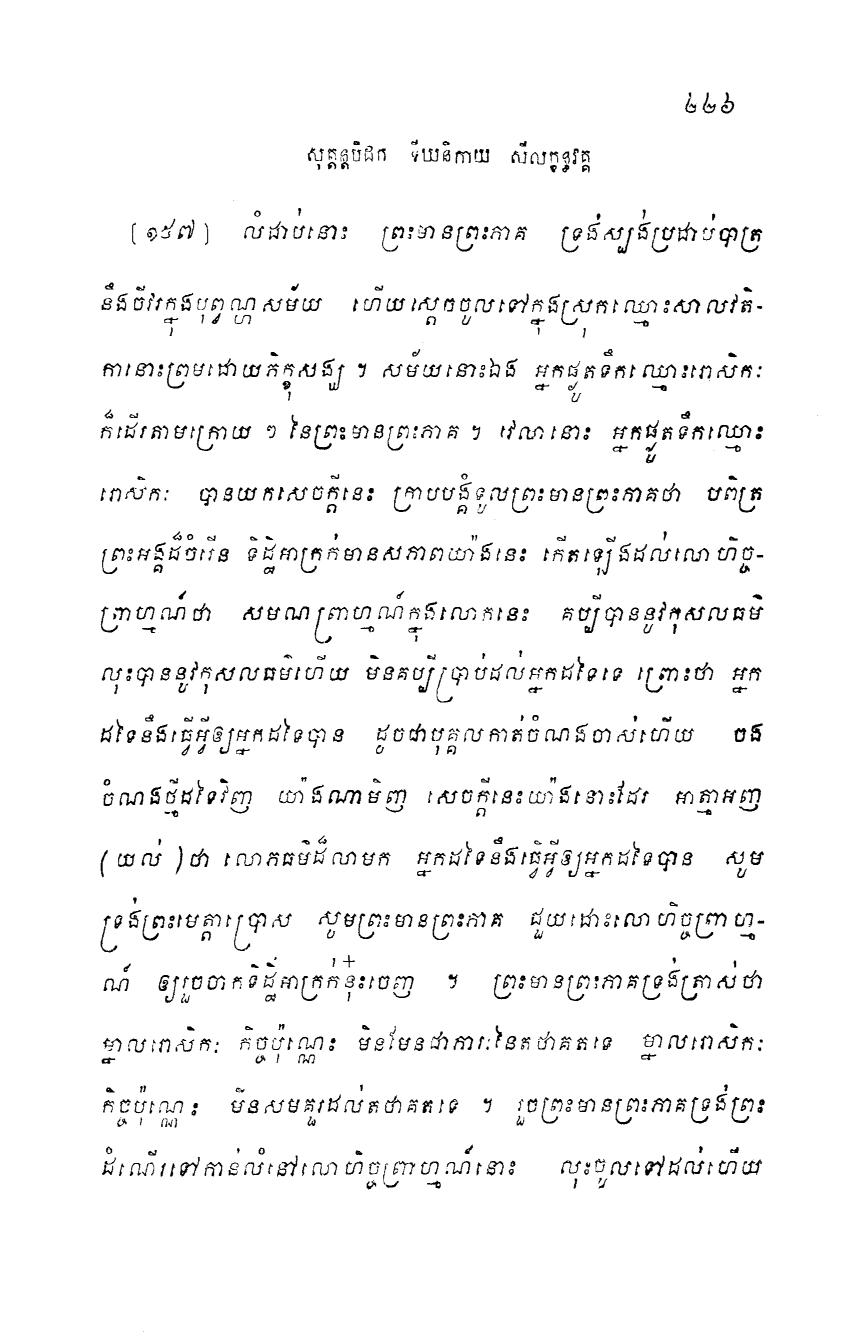 ២២៦
សុត្តន្តបិដក ទីឃនិកាយ សីលក្ខន្ធវគ្គ
(១៥៧) លំដាប់នោះ ព្រះមានព្រះភាគ ទ្រង់ស្បង់ប្រដាប់បាត្រ
នឹងចីវរក្នុងបុព្វណ្ហសម័យ ហើយស្តេចចូលទៅក្នុងស្រុកឈ្មោះសាលវតិ-
កានោះព្រមដោយភិក្ខុសង្ឃ ។ សម័យនោះឯង អ្នកផ្លូតទឹកឈ្មោះរោសិកៈ
ក៏ដើរតាមក្រោយ ៗ នៃព្រះមានព្រះភាគ ។ វេលានោះ អ្នកផ្លូតទឹកឈ្មោះ
រោសិកៈ បានយកសេចក្តីនេះ ក្រាបបង្គំទូលព្រះមានព្រះភាគថា បពិត្រ
ព្រះអង្គដ៏ចំរើន ទិដ្ឋិអាក្រក់មានសភាពយ៉ាងនេះ កើតឡើងដល់លោហិច្ច-
ព្រាហ្មណ៍ថា សមណព្រាហ្មណ៍ក្នុងលោកនេះ គប្បីបាននូវកុសលធម៌
លុះបាននូវកុសលធម៌ហើយ មិនគប្បីប្រាប់ដល់អ្នកដទៃទេ ព្រោះថា អ្នក
ដទៃនឹងធ្វើអ្វីឲ្យអ្នកដទៃបាន ដូចជាបុគ្គលកាត់ចំណងចាស់ហើយ ចង
ចំណងថ្មីដទៃវិញ យ៉ាងណាមិញ សេចក្តីនេះយ៉ាងនោះដែរ អាត្មាអញ
(យល់)ថា លោភធម៌ដ៏លាមក អ្នកដទៃនឹងធ្វើអ្វីឲ្យអ្នកដទៃបាន សូម
ទ្រង់ព្រះមេត្តាប្រោស សូមព្រះមានព្រះភាគ ជួយដោះលោហិច្ចព្រាហ្ម-
ណ៍ ឲ្យរួចចាកទិដ្ឋិអាក្រក់នុ៎ះចេញ ។ ព្រះមានព្រះភាគទ្រង់ត្រាស់ថា
ម្នាលរោសិកៈ កិច្ចប៉ុណ្ណេះ មិនមែនជាការៈនៃតថាគតទេ ម្នាលរោសិកៈ
កិច្ចប៉ុណ្ណេះ មិនសមគួរដល់តថាគតទេ ។ រួចព្រះមានព្រះភាគទ្រង់ព្រះ
ដំណើរទៅកាន់លំនៅលោហិច្ចព្រាហ្មណ៍នោះ លុះចូលទៅដល់ហើយ